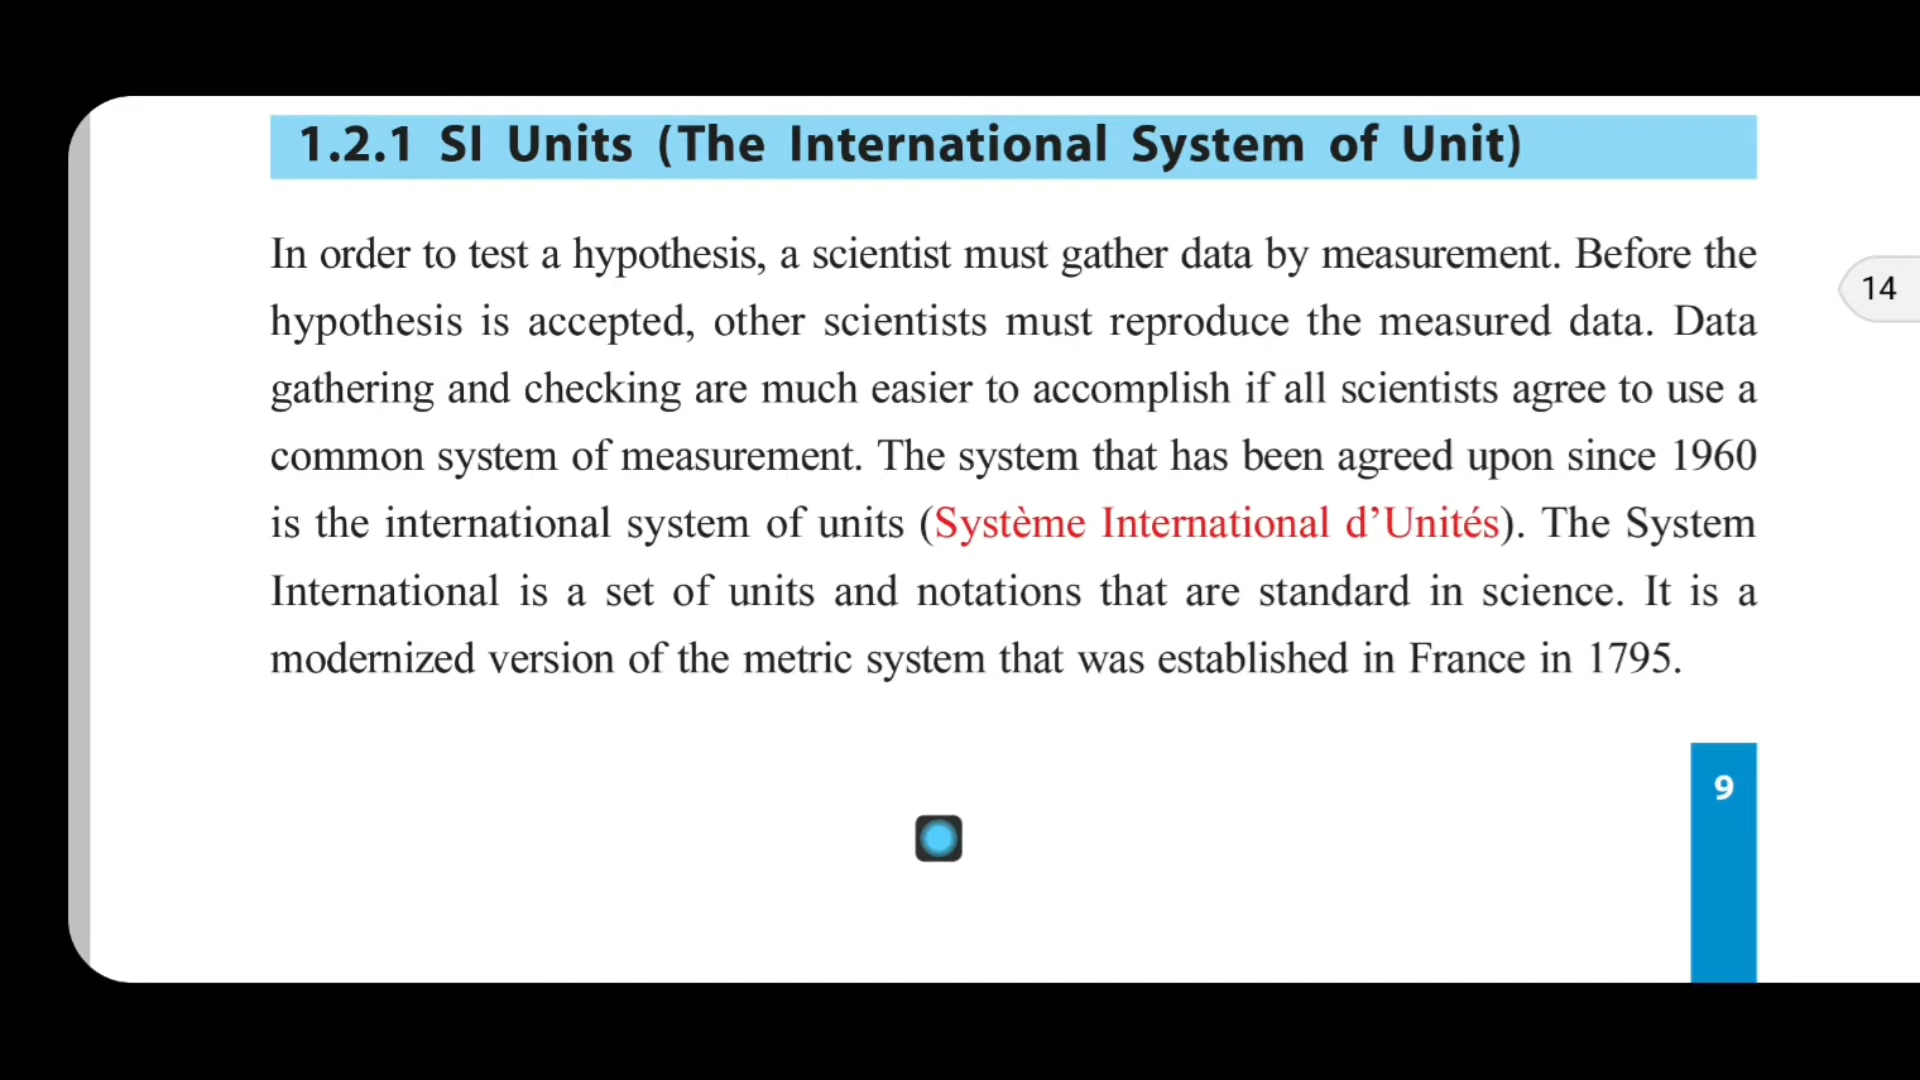 1.2.1 SI Units (The International System of Unit)
In order to test a hypothesis, a scientist must gather data by measurement. Before the
hypothesis is accepted, other scientists must reproduce the measured data. Data
gathering and checking are much easier to accomplish if all scientists agree to use a
common system of measurement. The system that has been agreed upon since 1960
is the international system of units (Système International d’Unités). The System
International is a set of units and notations that are standard in science. It is a
modernized version of the metric system that was established in France in 1795.
14
9